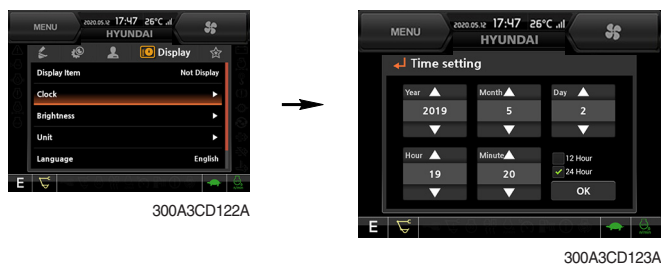 MENU
2020.05.12 17:47 26°C .ıl
HYUNDAI
Display
Display Item Not Display
Clock
Brightness
Unit
Language English
E
300A3CD122A
MENU
2020.05.12 17:47 26°C .ıl
HYUNDAI
Time setting
Year Month Day
2019 5 2
Hour Minute
12 Hour
24 Hour
19 20
OK
E
300A3CD123A